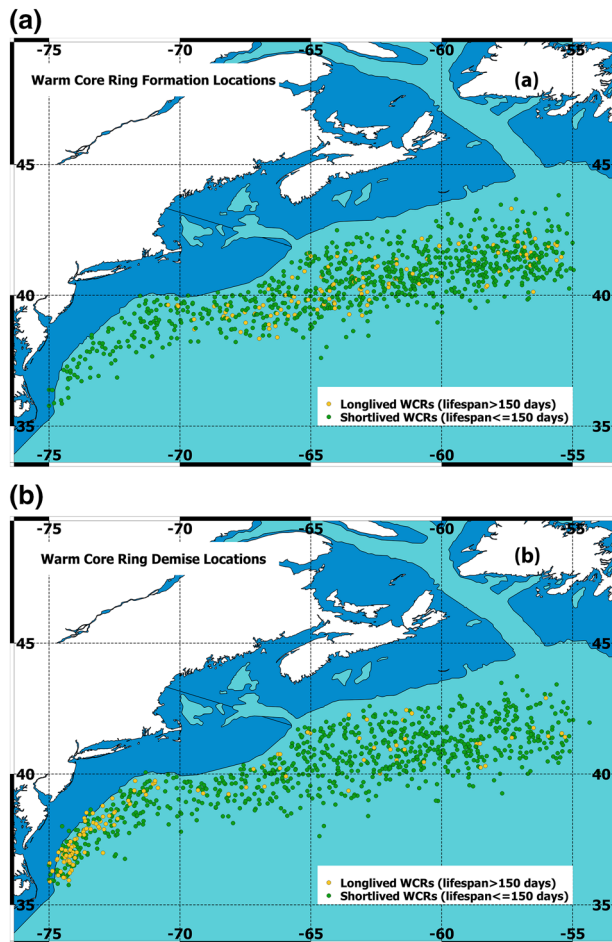 (a)
-75 -70 -65 -60 -55
Warm Core Ring Formation Locations
(a)
45 45
40 40
Longlived WCRs (lifespan>150 days)
Shortlived WCRs (lifespan<=150 days)
35 35
-75 -70 -65 -60 -55
(b)
-75 -70 -65 -60 -55
Warm Core Ring Demise Locations
(b)
45 45
40 40
Longlived WCRs (lifespan>150 days)
Shortlived WCRs (lifespan<=150 days)
35 35
-75 -70 -65 -60 -55